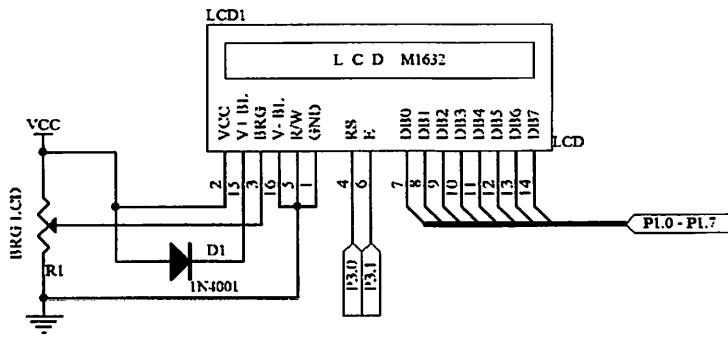 LCD1
L C D M1632
VCC
V+ BL
BRG
V- BL
R/W
GND
RS
E
DB0
DB1
DB2
DB3
DB4
DB5
DB6
DB7
LCD
2
15
3
16
5
1
4
6
7
8
9
10
11
12
13
14
VCC
BRG LCD
R1
D1
1N4001
P3.0
P3.1
P1.0 - P1.7